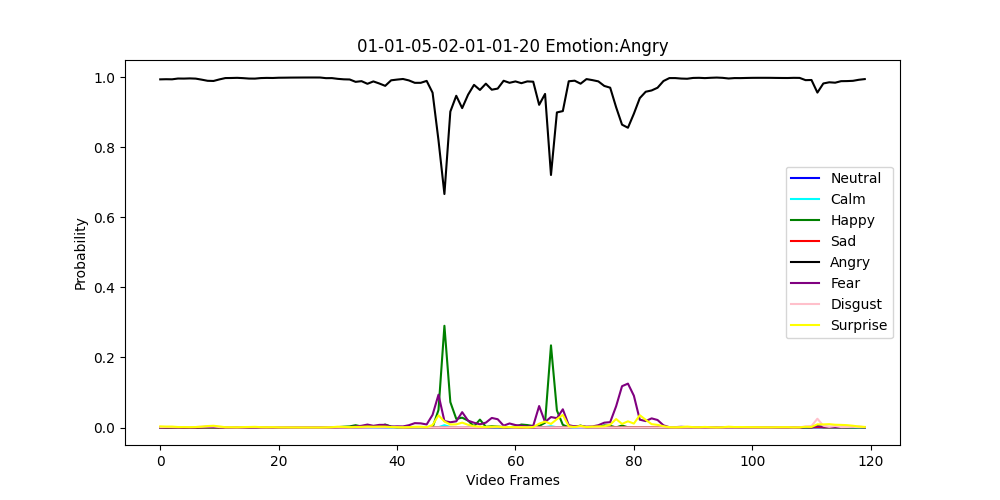 01-01-05-02-01-01-20 Emotion:Angry
Probability
1.0
0.8
0.6
0.4
0.2
0.0
Neutral
Calm
Happy
Sad
Angry
Fear
Disgust
Surprise
0 20 40 60 80 100 120
Video Frames